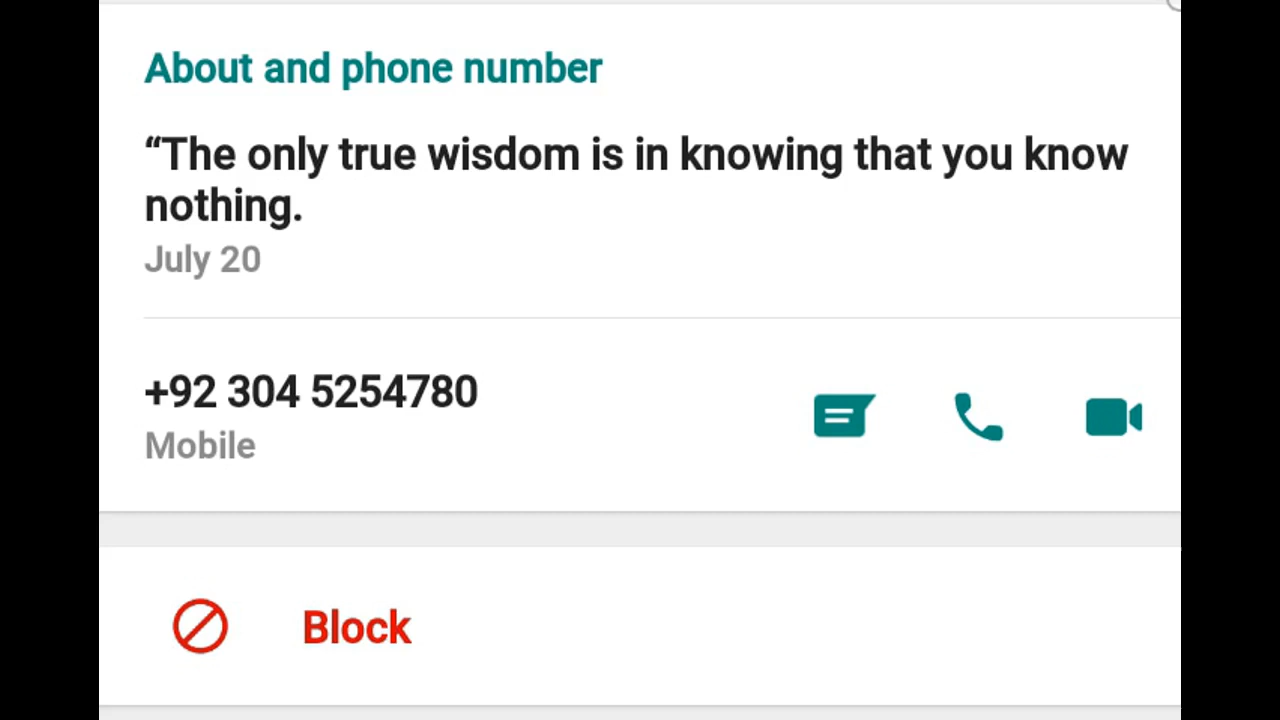 About and phone number
“The only true wisdom is in knowing that you know
nothing.
July 20
+92 304 5254780
Mobile
Block